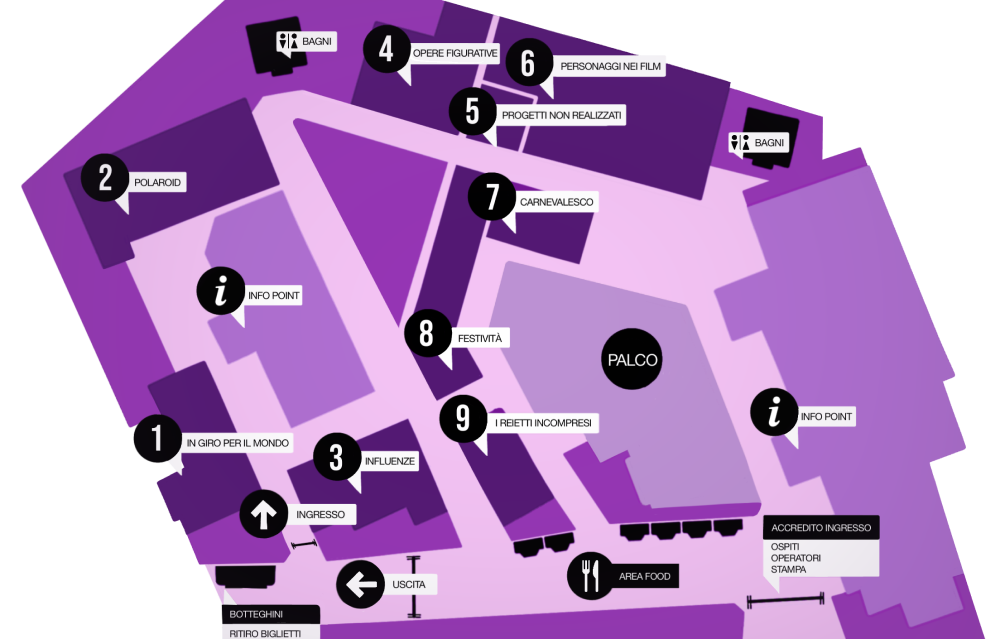 BAGNI
4
OPERE FIGURATIVE
6
PERSONAGGI NEI FILM
5
PROGETTI NON REALIZZATI
BAGNI
2
POLAROID
7
CARNEVALESCO
i
INFO POINT
8
FESTIVITÀ
PALCO
9
I REIETTI INCOMPRESI
i
INFO POINT
1
IN GIRO PER IL MONDO
3
INFLUENZE
INGRESSO
ACCREDITO INGRESSO
OSPITI
OPERATORI
STAMPA
USCITA
AREA FOOD
BOTTEGHINI
RITIRO BIGLIETTI